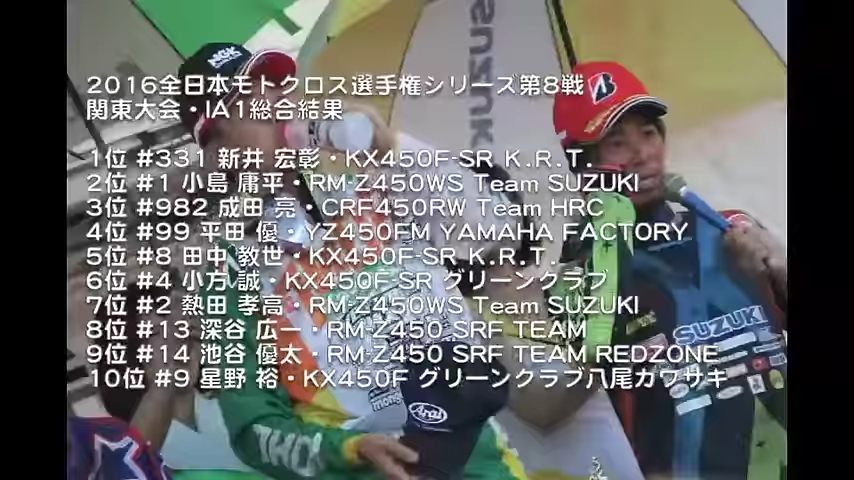 NGK
SUZUKI
B
2016全日本モトクロス選手権シリーズ第8戦
関東大会・IA1総合結果
1位 #331 新井 宏彰・KX450F-SR K.R.T.
2位 #1 小島 庸平・RM-Z450WS Team SUZUKI
3位 #982 成田 亮・CRF450RW Team HRC
4位 #99 平田 優・YZ450FM YAMAHA FACTORY
5位 #8 田中 教世・KX450F-SR K.R.T.
6位 #4 小方 誠・KX450F-SR グリーンクラブ
7位 #2 熱田 孝高・RM-Z450WS Team SUZUKI
8位 #13 深谷 広一・RM-Z450 SRF TEAM
9位 #14 池谷 優太・RM-Z450 SRF TEAM REDZONE
10位 #9 星野 裕・KX450F グリーンクラブ八尾カワサキ
SUZUKI
Arai
THOR